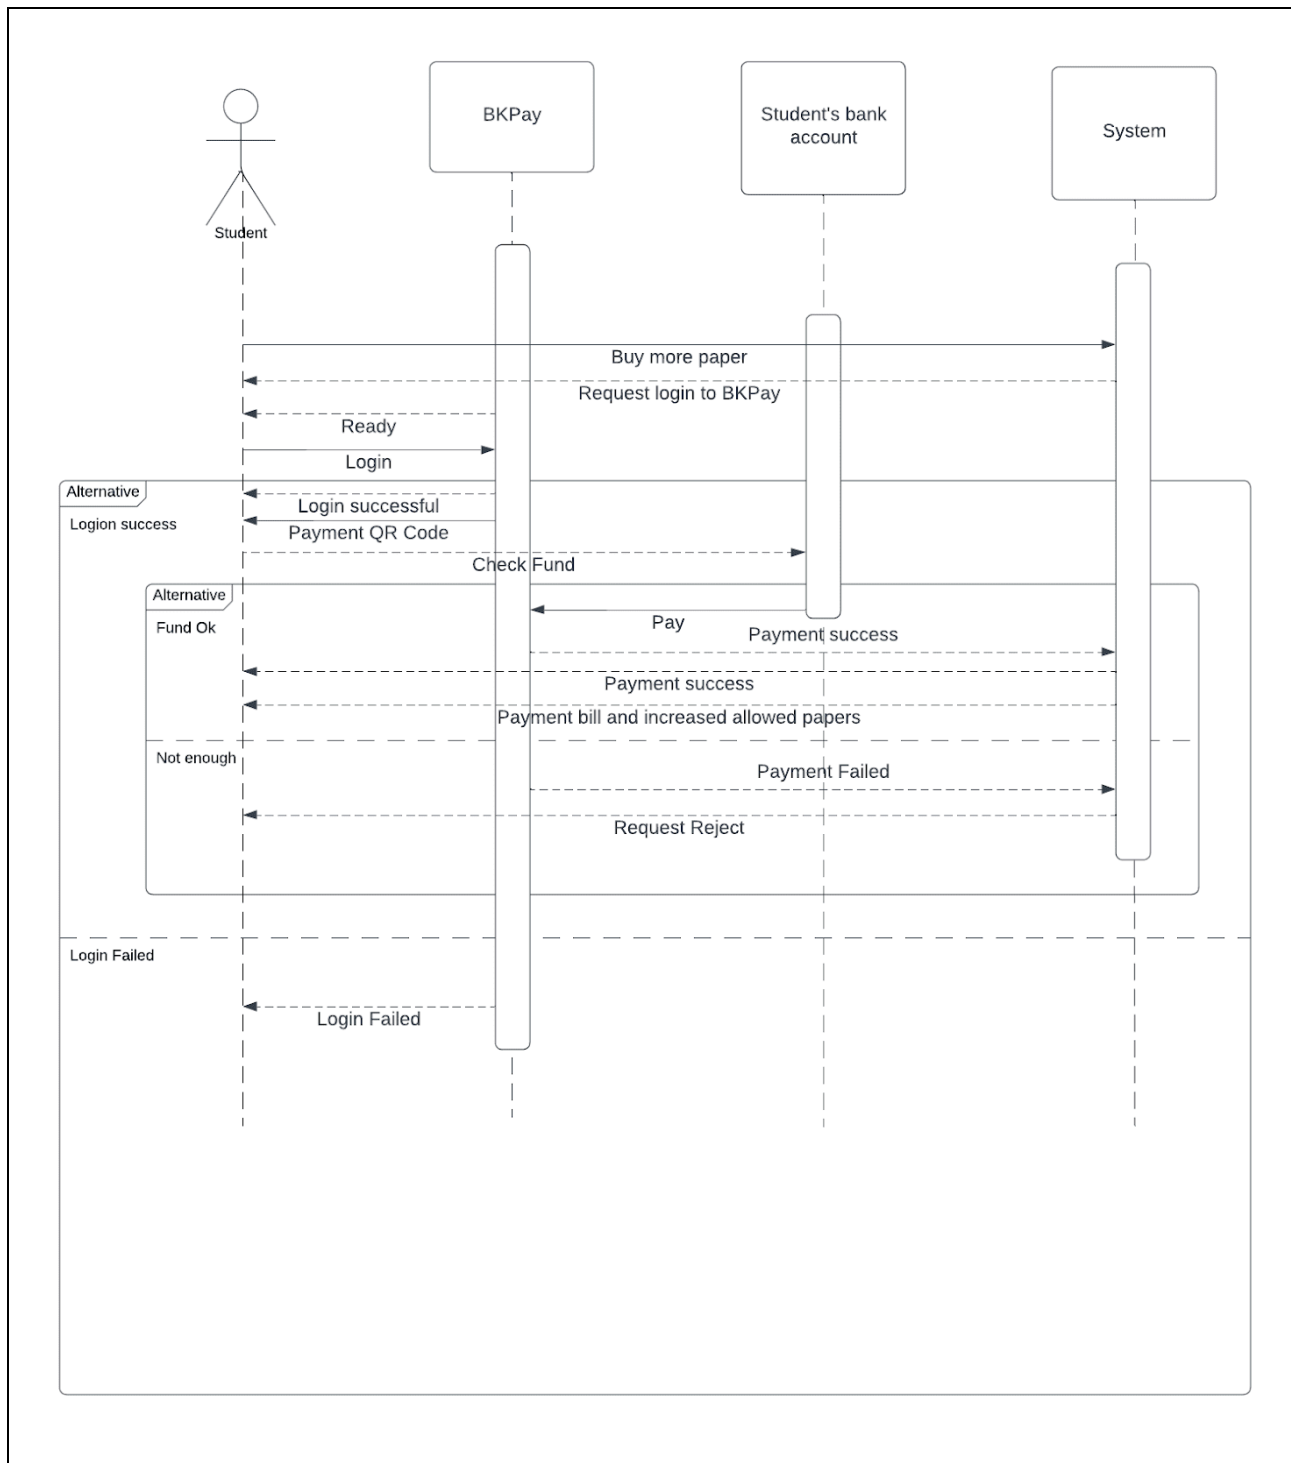 BKPay
Student's bank
account
System
Student
Buy more paper
Request login to BKPay
Ready
Login
Alternative
Login successful
Logion success
Payment QR Code
Check Fund
Alternative
Fund Ok
Pay
Payment success
Payment success
Payment bill and increased allowed papers
Not enough
Payment Failed
Request Reject
Login Failed
Login Failed